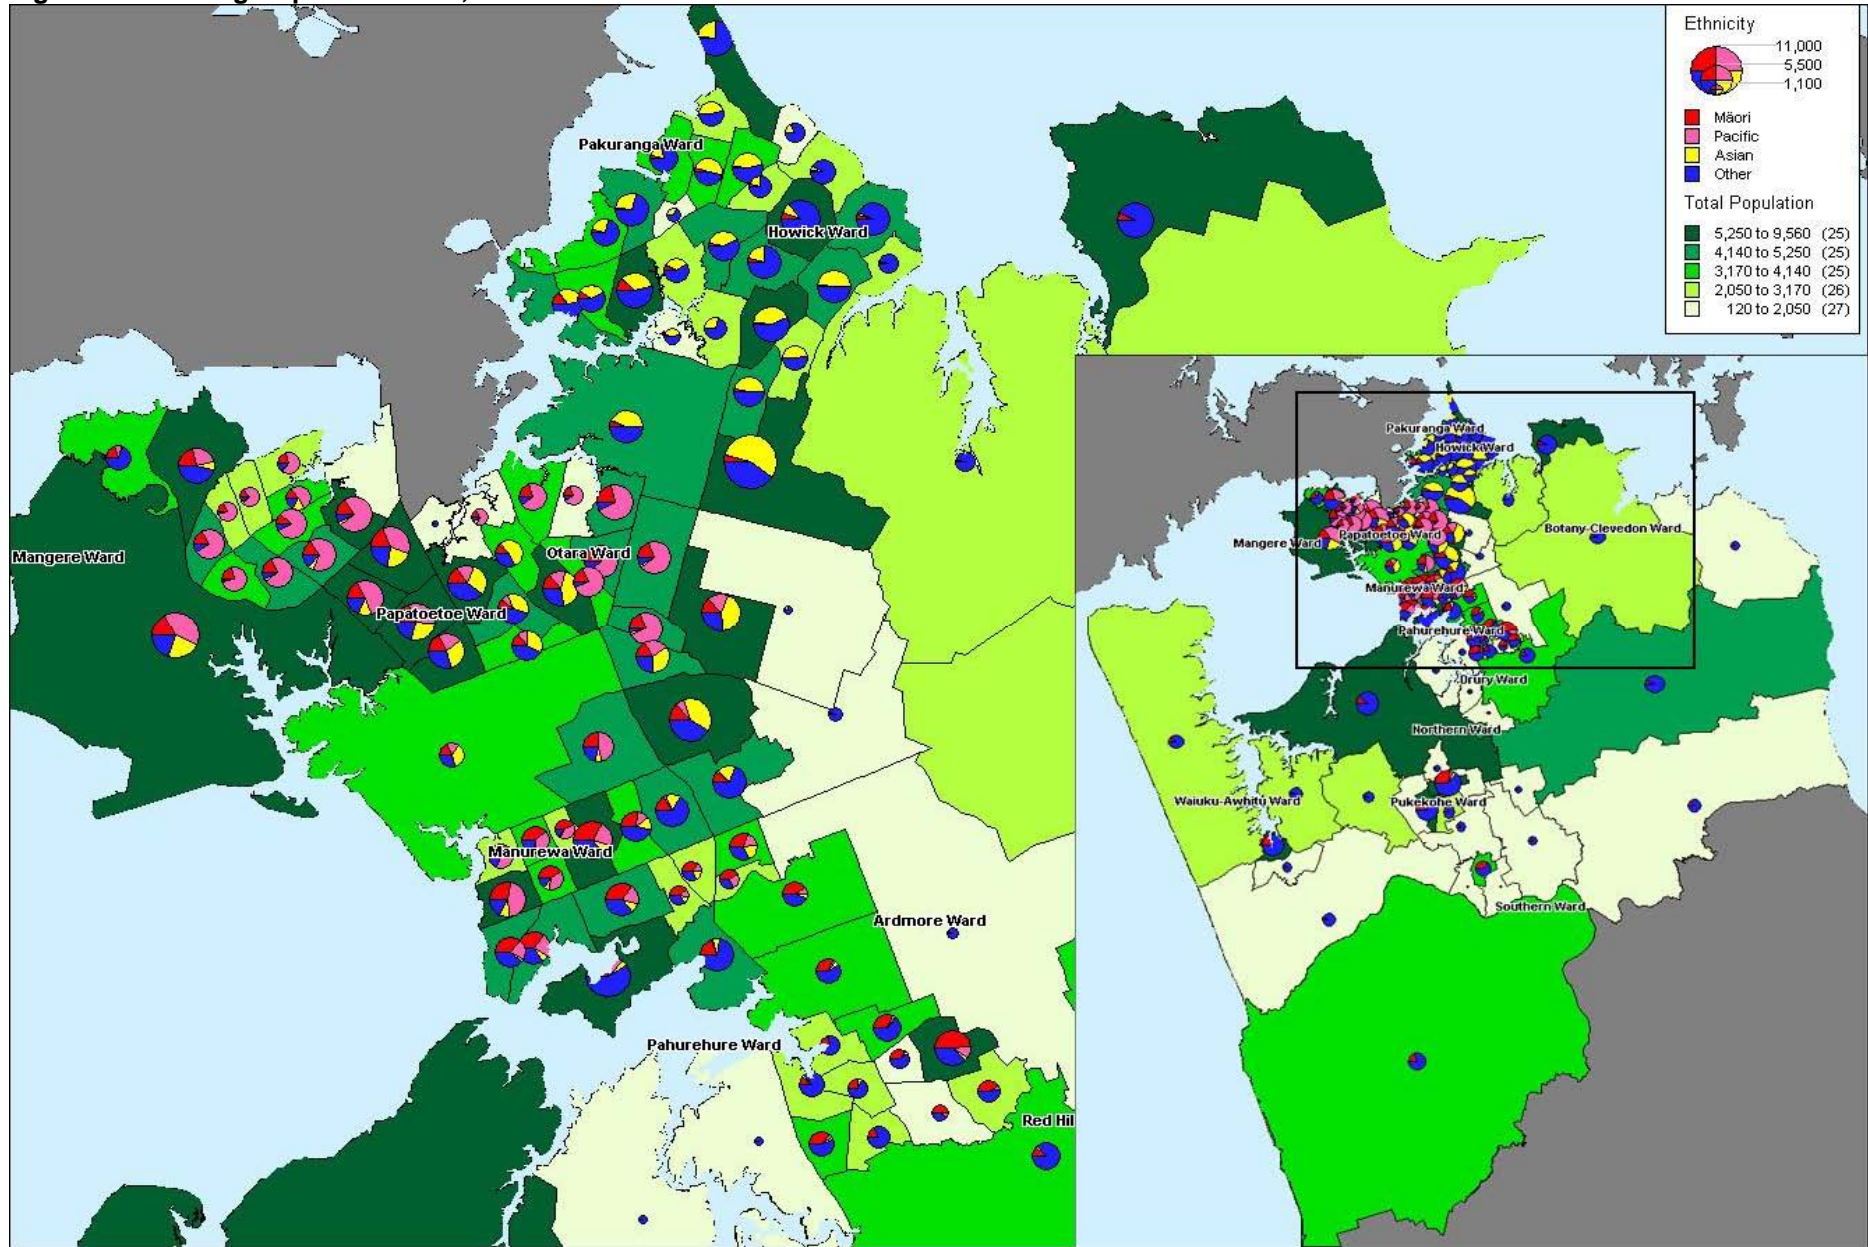 Ethnicity
11,000
5,500
1,100
Mäori
Pacific
Asian
Other
Total Population
5,250 to 9,560 (25)
4,140 to 5,250 (25)
3,170 to 4,140 (25)
2,050 to 3,170 (26)
120 to 2,050 (27)
Pakuranga Ward
Howick Ward
Mangere Ward
Otara Ward
Papatoetoe Ward
Manurewa Ward
Ardmore Ward
Pahurehure Ward
Red Hil
Pakuranga Ward
Howick Ward
Botany-Clevedon Ward
Papatoetoe Ward
Mangere Ward
Manurewa Ward
Pahurehure Ward
Drury Ward
Northern Ward
Waiuku-Awhitu Ward
Pukekohe Ward
Southern Ward